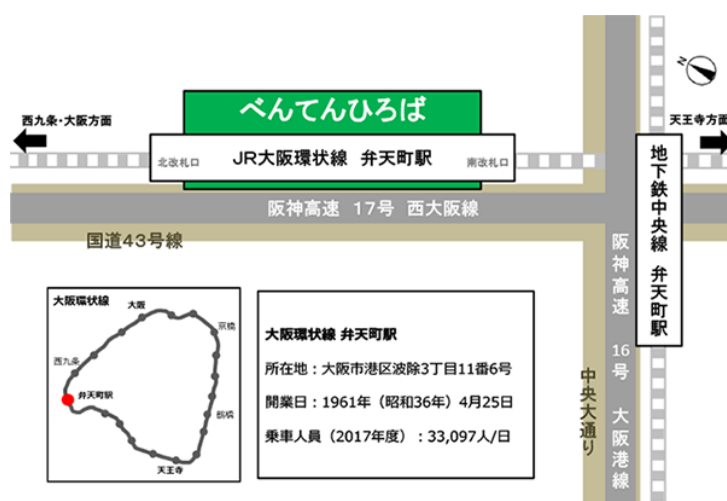 べんてんひろば
西九条・大阪方面
天王寺方面
北改札口
JR大阪環状線　弁天町駅
南改札口
地下鉄中央線　弁天町駅
阪神高速　17号　西大阪線
国道43号線
阪神高速　16号　大阪港線
中央大通り
N
大阪環状線
大阪
京橋
西九条
弁天町駅
鶴橋
天王寺
大阪環状線 弁天町駅
所在地：大阪市港区波除3丁目11番6号
開業日：1961年（昭和36年）4月25日
乗車人員（2017年度）：33,097人/日